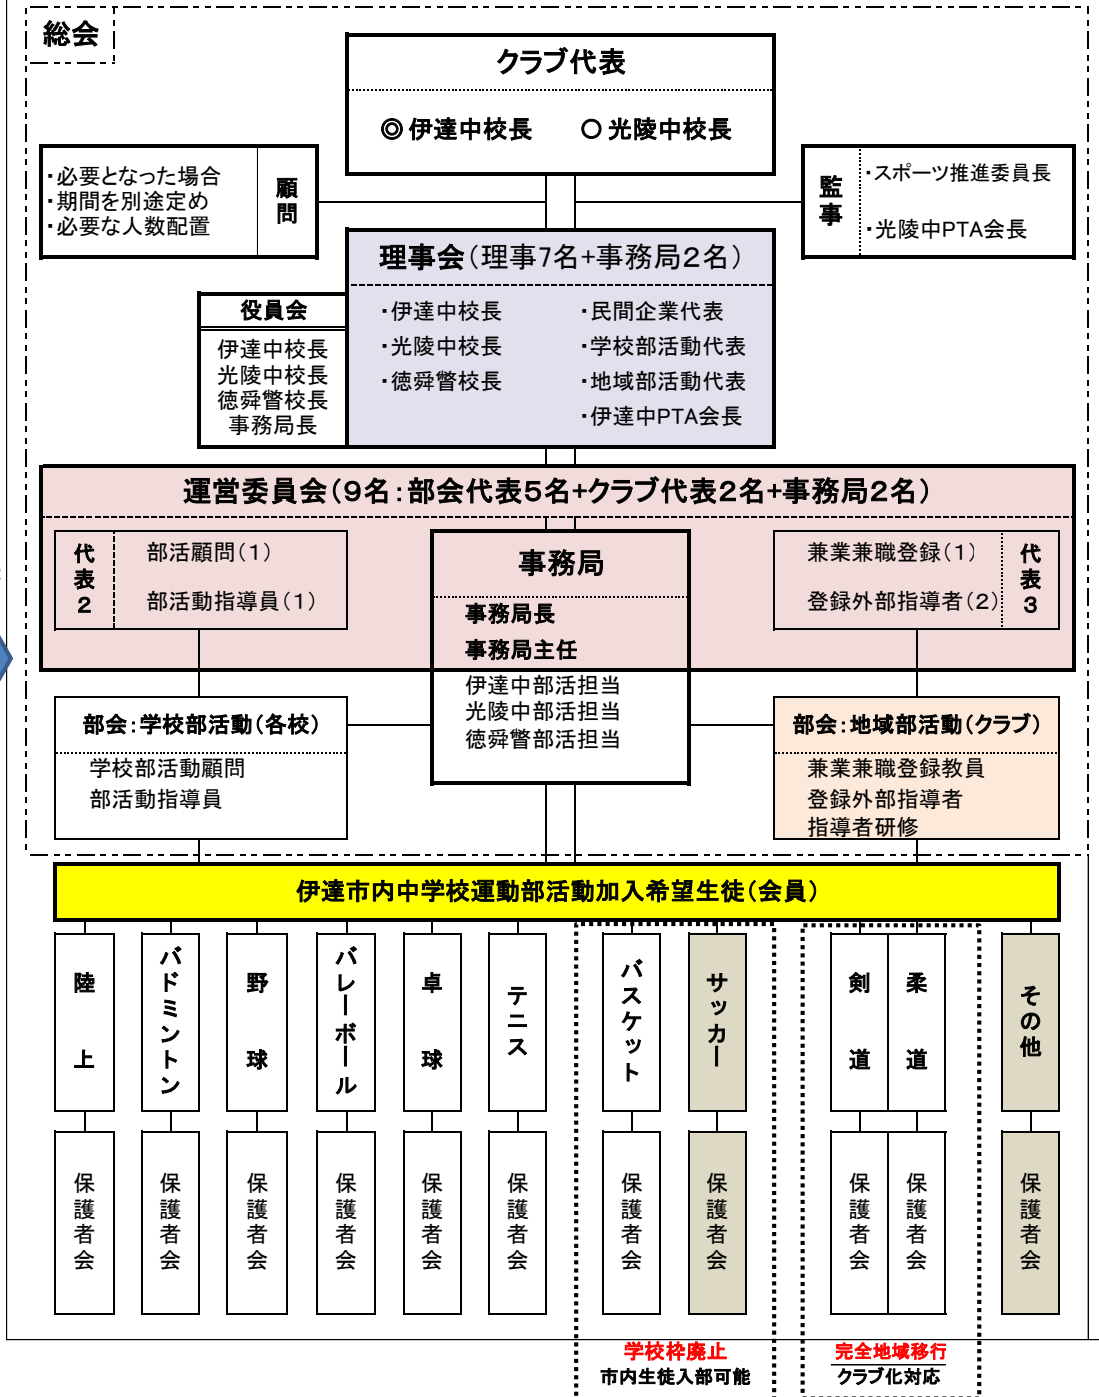 総会
クラブ代表
◎伊達中校長 ○光陵中校長
・必要となった場合
・期間を別途定め
・必要な人数配置
顧問
監事
・スポーツ推進委員長
・光陵中PTA会長
理事会(理事7名+事務局2名)
・伊達中校長
・光陵中校長
・徳舜瞥校長
・民間企業代表
・学校部活動代表
・地域部活動代表
・伊達中PTA会長
役員会
伊達中校長
光陵中校長
徳舜瞥校長
事務局長
運営委員会(9名:部会代表5名+クラブ代表2名+事務局2名)
代表2
部活顧問(1)
部活動指導員(1)
事務局
事務局長
事務局主任
伊達中部活担当
光陵中部活担当
徳舜瞥部活担当
兼業兼職登録(1)
登録外部指導者(2)
代表3
部会:学校部活動(各校)
学校部活動顧問
部活動指導員
部会:地域部活動(クラブ)
兼業兼職登録教員
登録外部指導者
指導者研修
伊達市内中学校運動部活動加入希望生徒(会員)
陸上
バドミントン
野球
バレーボール
卓球
テニス
バスケット
サッカー
剣道
柔道
その他
保護者会
保護者会
保護者会
保護者会
保護者会
保護者会
保護者会
保護者会
保護者会
保護者会
保護者会
学校枠廃止
市内生徒入部可能
完全地域移行
クラブ化対応